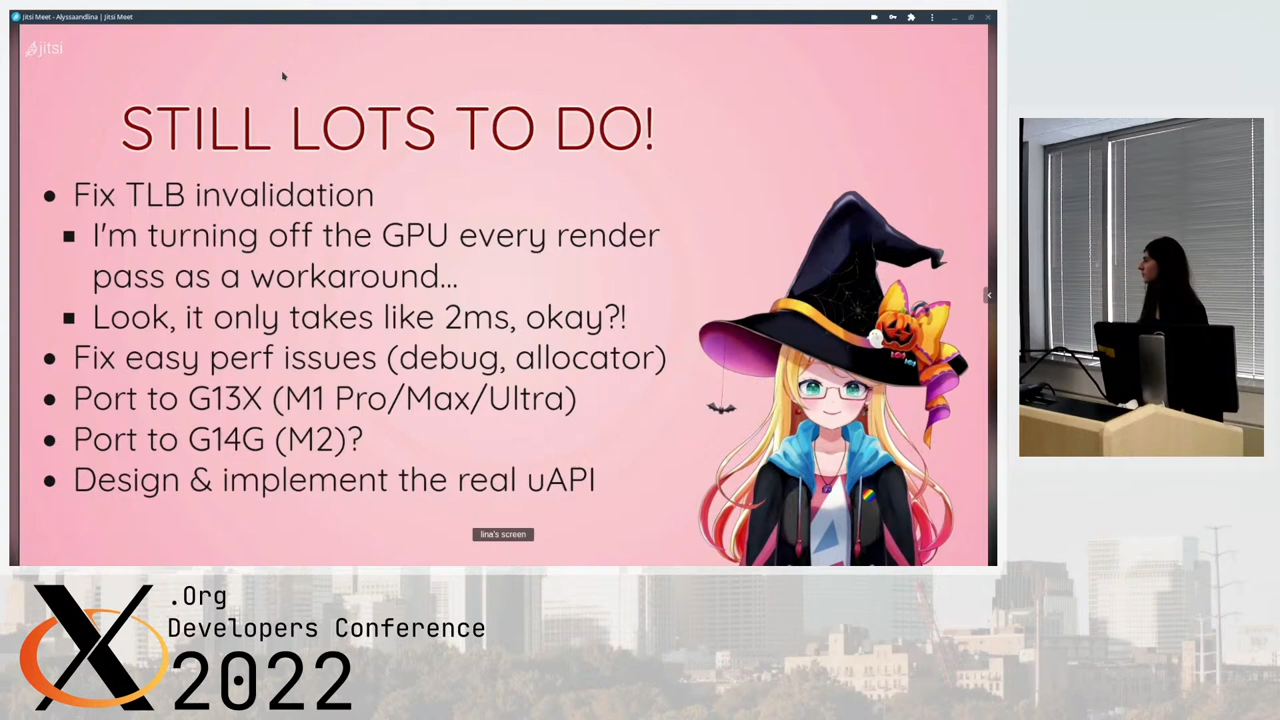 Jitsi Meet - Alyssaandlina | Jitsi Meet
jitsi
STILL LOTS TO DO!
• Fix TLB invalidation
▪ I'm turning off the GPU every render
pass as a workaround...
▪ Look, it only takes like 2ms, okay?!
• Fix easy perf issues (debug, allocator)
• Port to G13X (M1 Pro/Max/Ultra)
• Port to G14G (M2)?
• Design & implement the real uAPI
lina's screen
X.Org
Developers Conference
2022